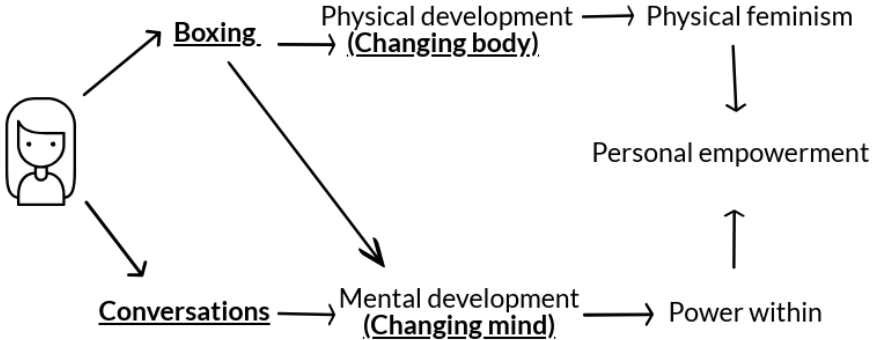 Physical development
Physical feminism
Boxing
(Changing body)
Personal empowerment
Mental development
Conversations
Power within
(Changing mind)